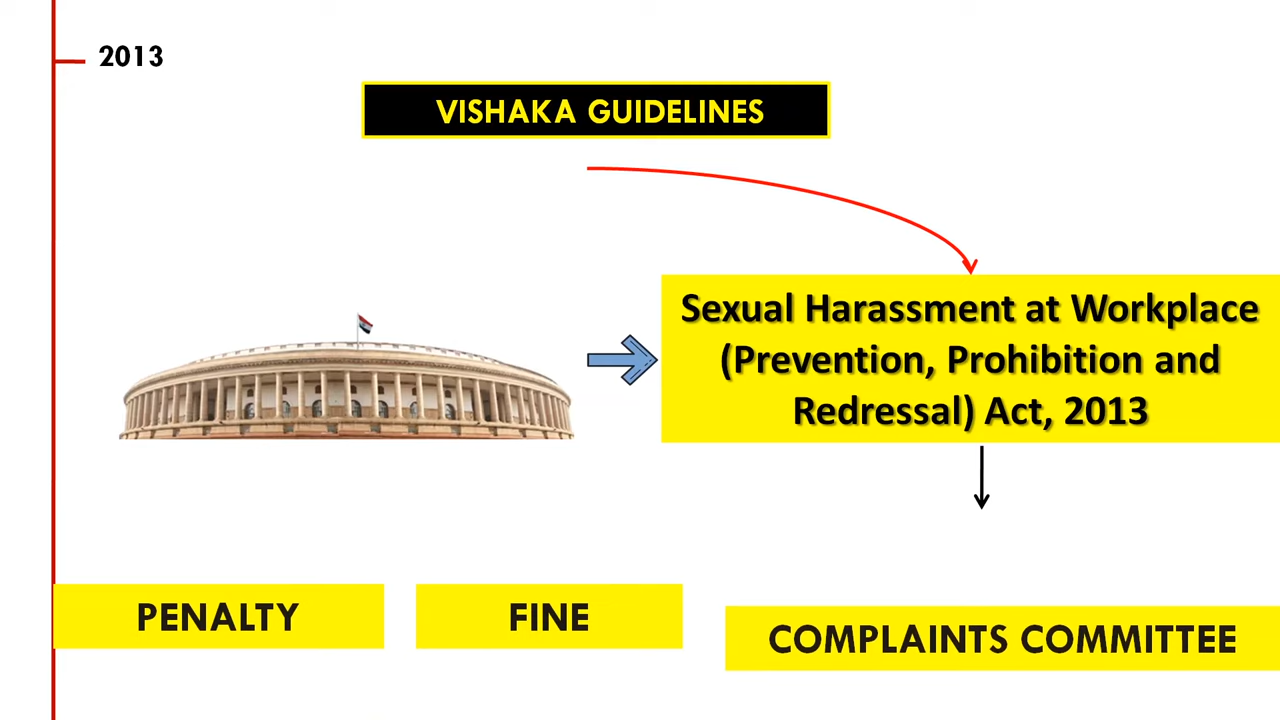 2013
VISHAKA GUIDELINES
Sexual Harassment at Workplace
(Prevention, Prohibition and
Redressal) Act, 2013
PENALTY
FINE
COMPLAINTS COMMITTEE